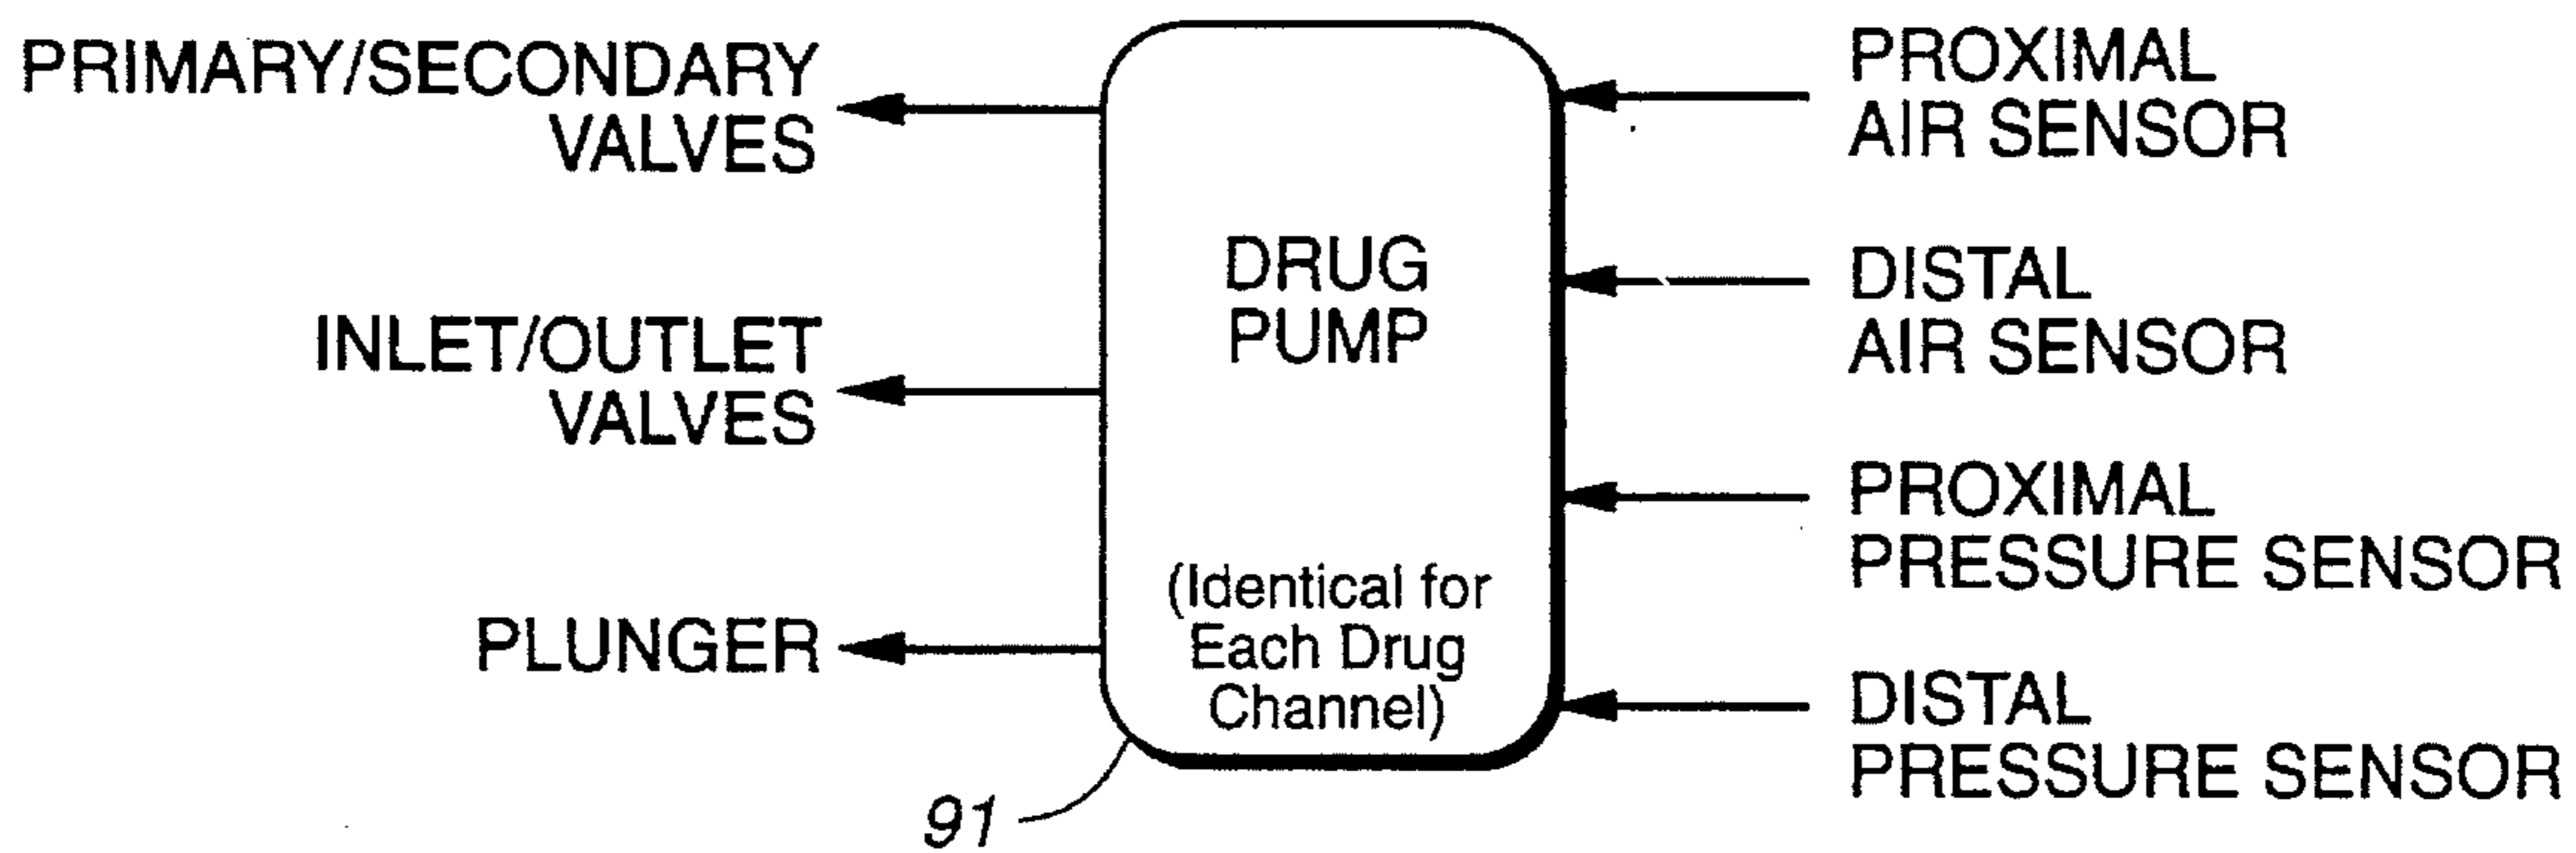 PRIMARY/SECONDARY
VALVES
INLET/OUTLET
VALVES
PLUNGER
DRUG
PUMP
(Identical for
Each Drug
Channel)
91
PROXIMAL
AIR SENSOR
DISTAL
AIR SENSOR
PROXIMAL
PRESSURE SENSOR
DISTAL
PRESSURE SENSOR